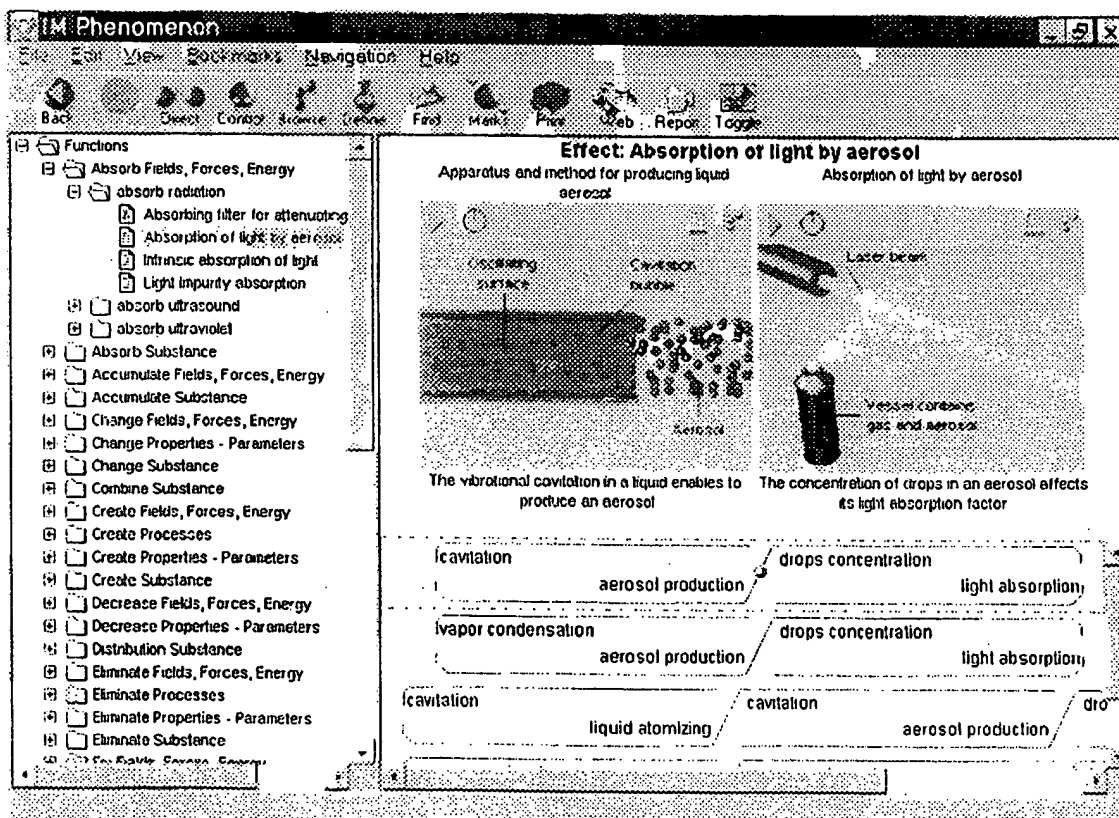 IM Phenomenon
File Edit View Bookmarks Navigation Help
Back Direct Control Browse Define Find Marks Print Web Report Toggle
Functions
Absorb Fields, Forces, Energy
absorb radiation
Absorbing filter for attenuating
Absorption of light by aerosol
Intrinsic absorption of light
Light impurity absorption
absorb ultrasound
absorb ultraviolet
Absorb Substance
Accumulate Fields, Forces, Energy
Accumulate Substance
Change Fields, Forces, Energy
Change Properties - Parameters
Change Substance
Combine Substance
Create Fields, Forces, Energy
Create Processes
Create Properties - Parameters
Create Substance
Decrease Fields, Forces, Energy
Decrease Properties - Parameters
Distribution Substance
Eliminate Fields, Forces, Energy
Eliminate Processes
Eliminate Properties - Parameters
Eliminate Substance
Effect: Absorption of light by aerosol
Apparatus and method for producing liquid
aerosol
Oscillating
surface
Cavitation
bubble
Aerosol
The vibrational cavitation in a liquid enables to
produce an aerosol
Absorption of light by aerosol
Laser beam
Vessel containing
gas and aerosol
The concentration of drops in an aerosol affects
its light absorption factor
cavitation drops concentration
aerosol production light absorption
vapor condensation drops concentration
aerosol production light absorption
cavitation cavitation dro
liquid atomizing aerosol production